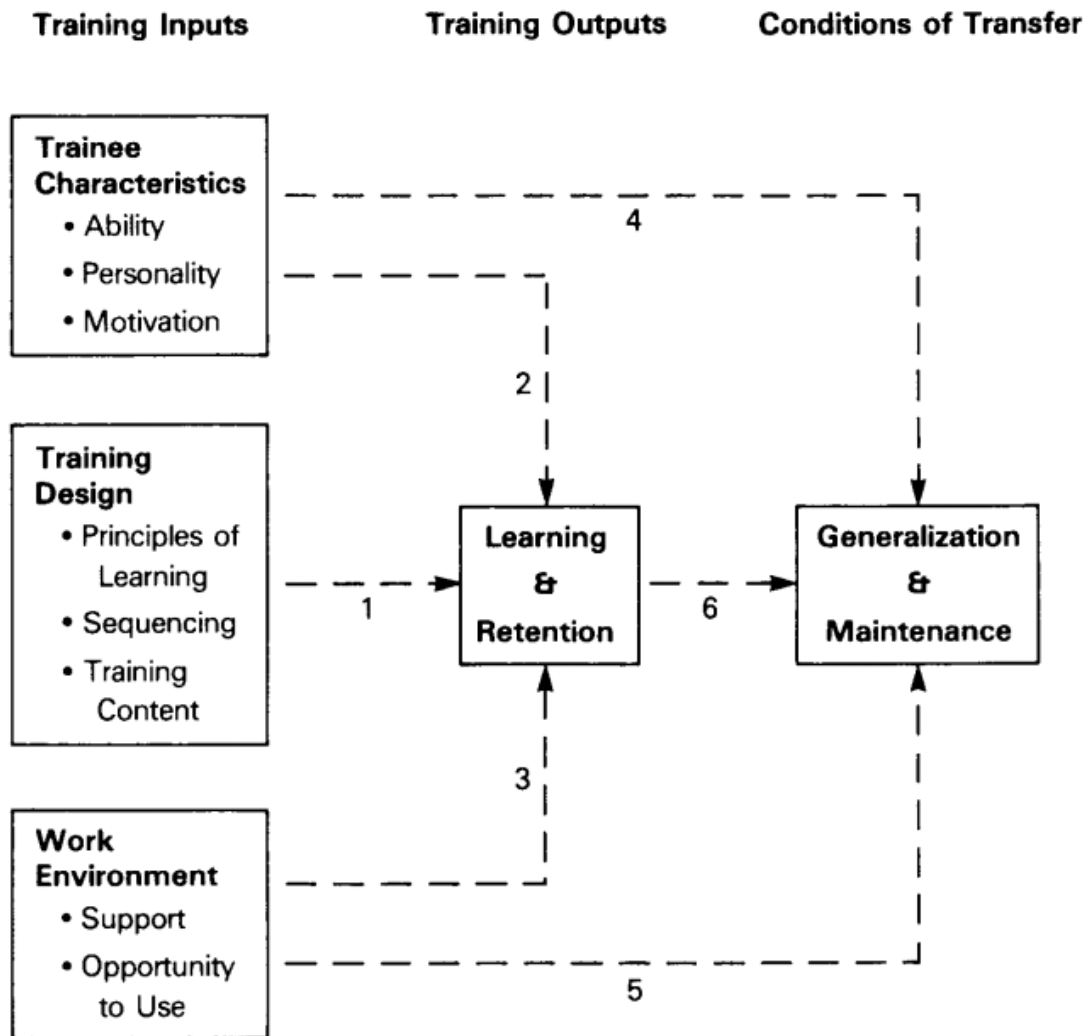 Training Inputs
Training Outputs
Conditions of Transfer
Trainee
Characteristics
• Ability
• Personality
• Motivation
4
2
Training
Design
• Principles of
Learning
• Sequencing
• Training
Content
1
Learning
&
Retention
6
Generalization
&
Maintenance
3
Work
Environment
• Support
• Opportunity
to Use
5